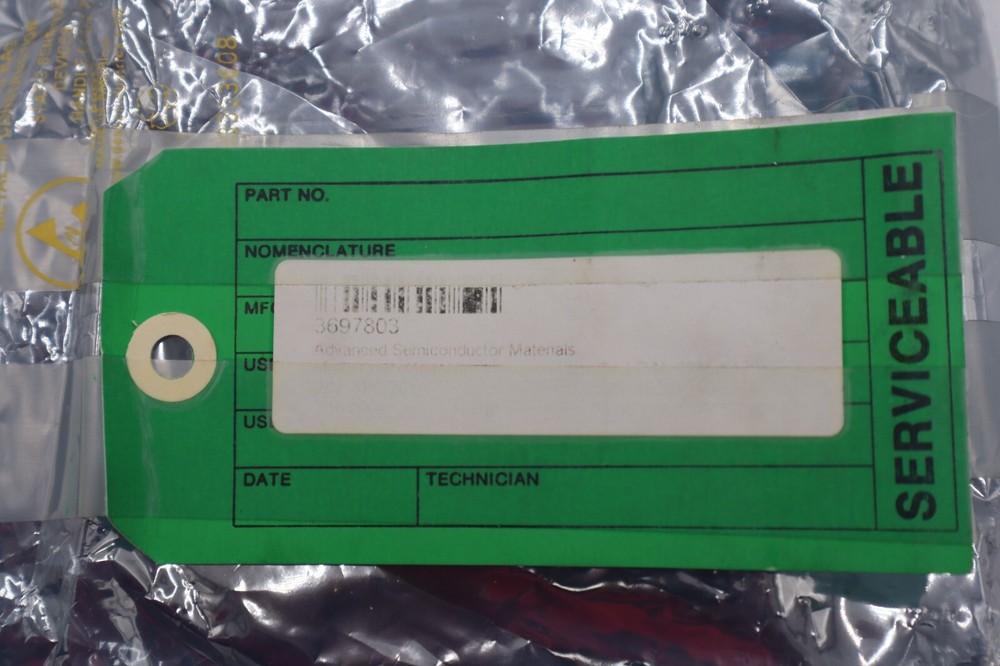 PART NO.
NOMENCLATURE
3697803
Advanced Semiconductor Materials
DATE
TECHNICIAN
SERVICEABLE